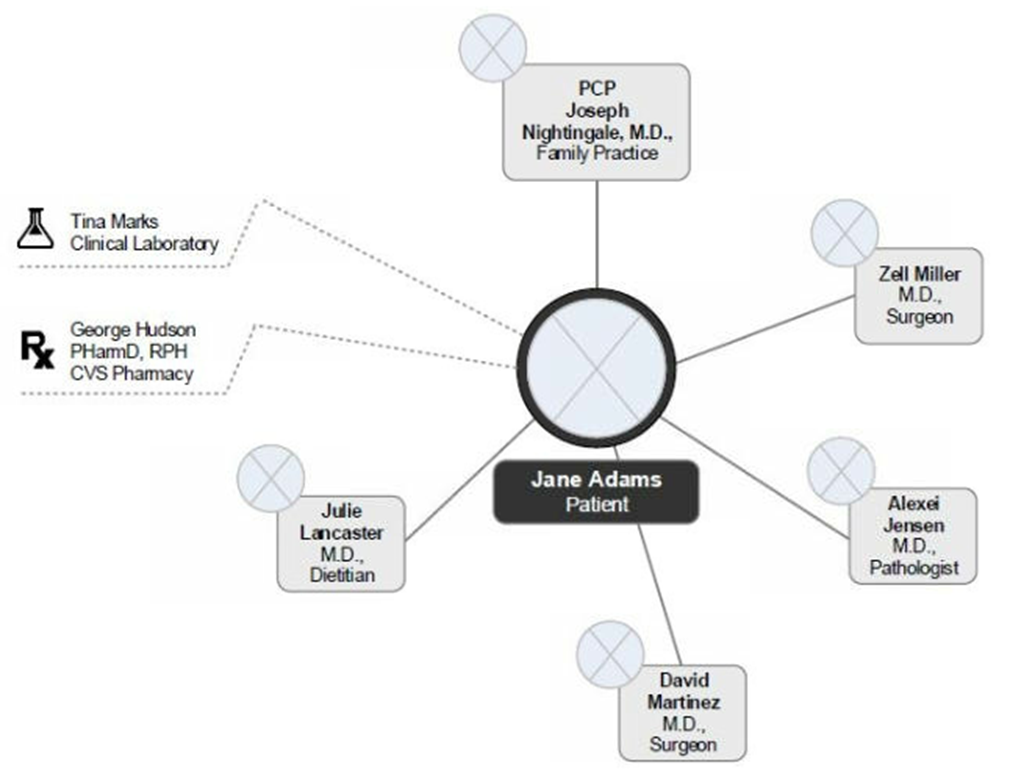 PCP
Joseph
Nightingale, M.D.,
Family Practice
Tina Marks
Clinical Laboratory
Zell Miller
M.D.,
Surgeon
Rx
George Hudson
PHarmD, RPH
CVS Pharmacy
Jane Adams
Patient
Julie
Lancaster
M.D.,
Dietitian
Alexei
Jensen
M.D.,
Pathologist
David
Martinez
M.D.,
Surgeon